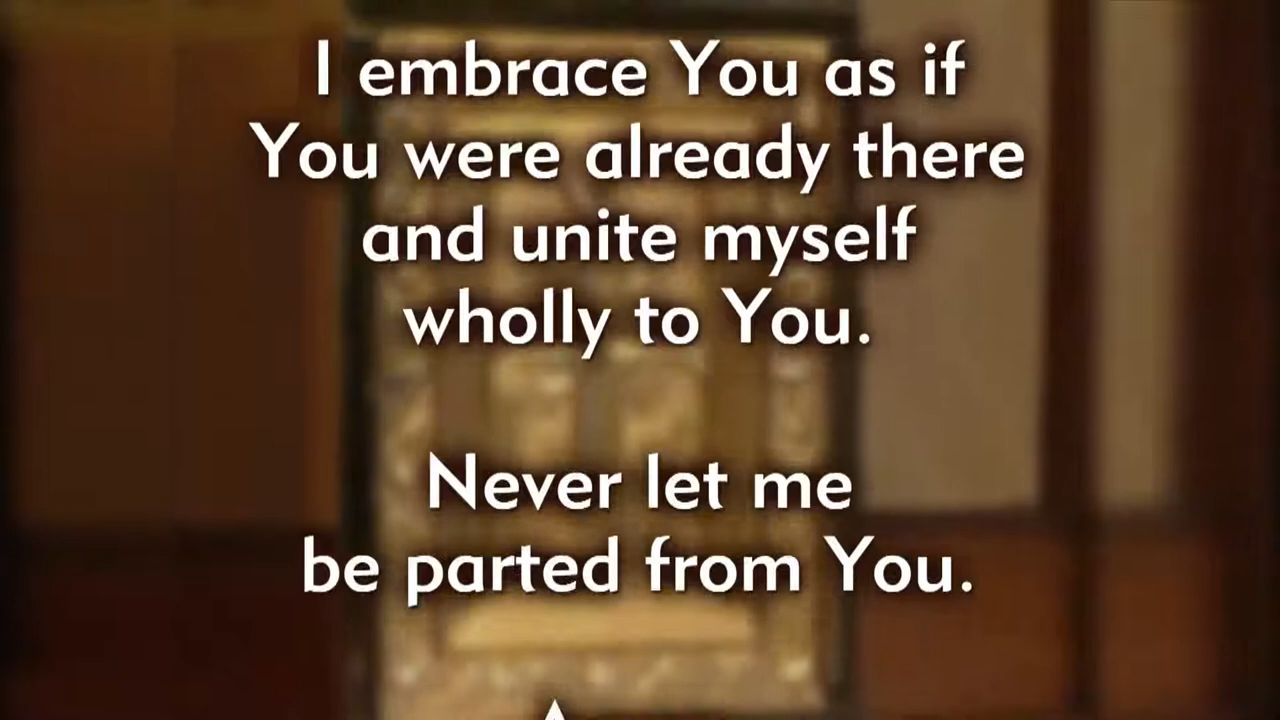 I embrace You as if
You were already there
and unite myself
wholly to You.
Never let me
be parted from You.